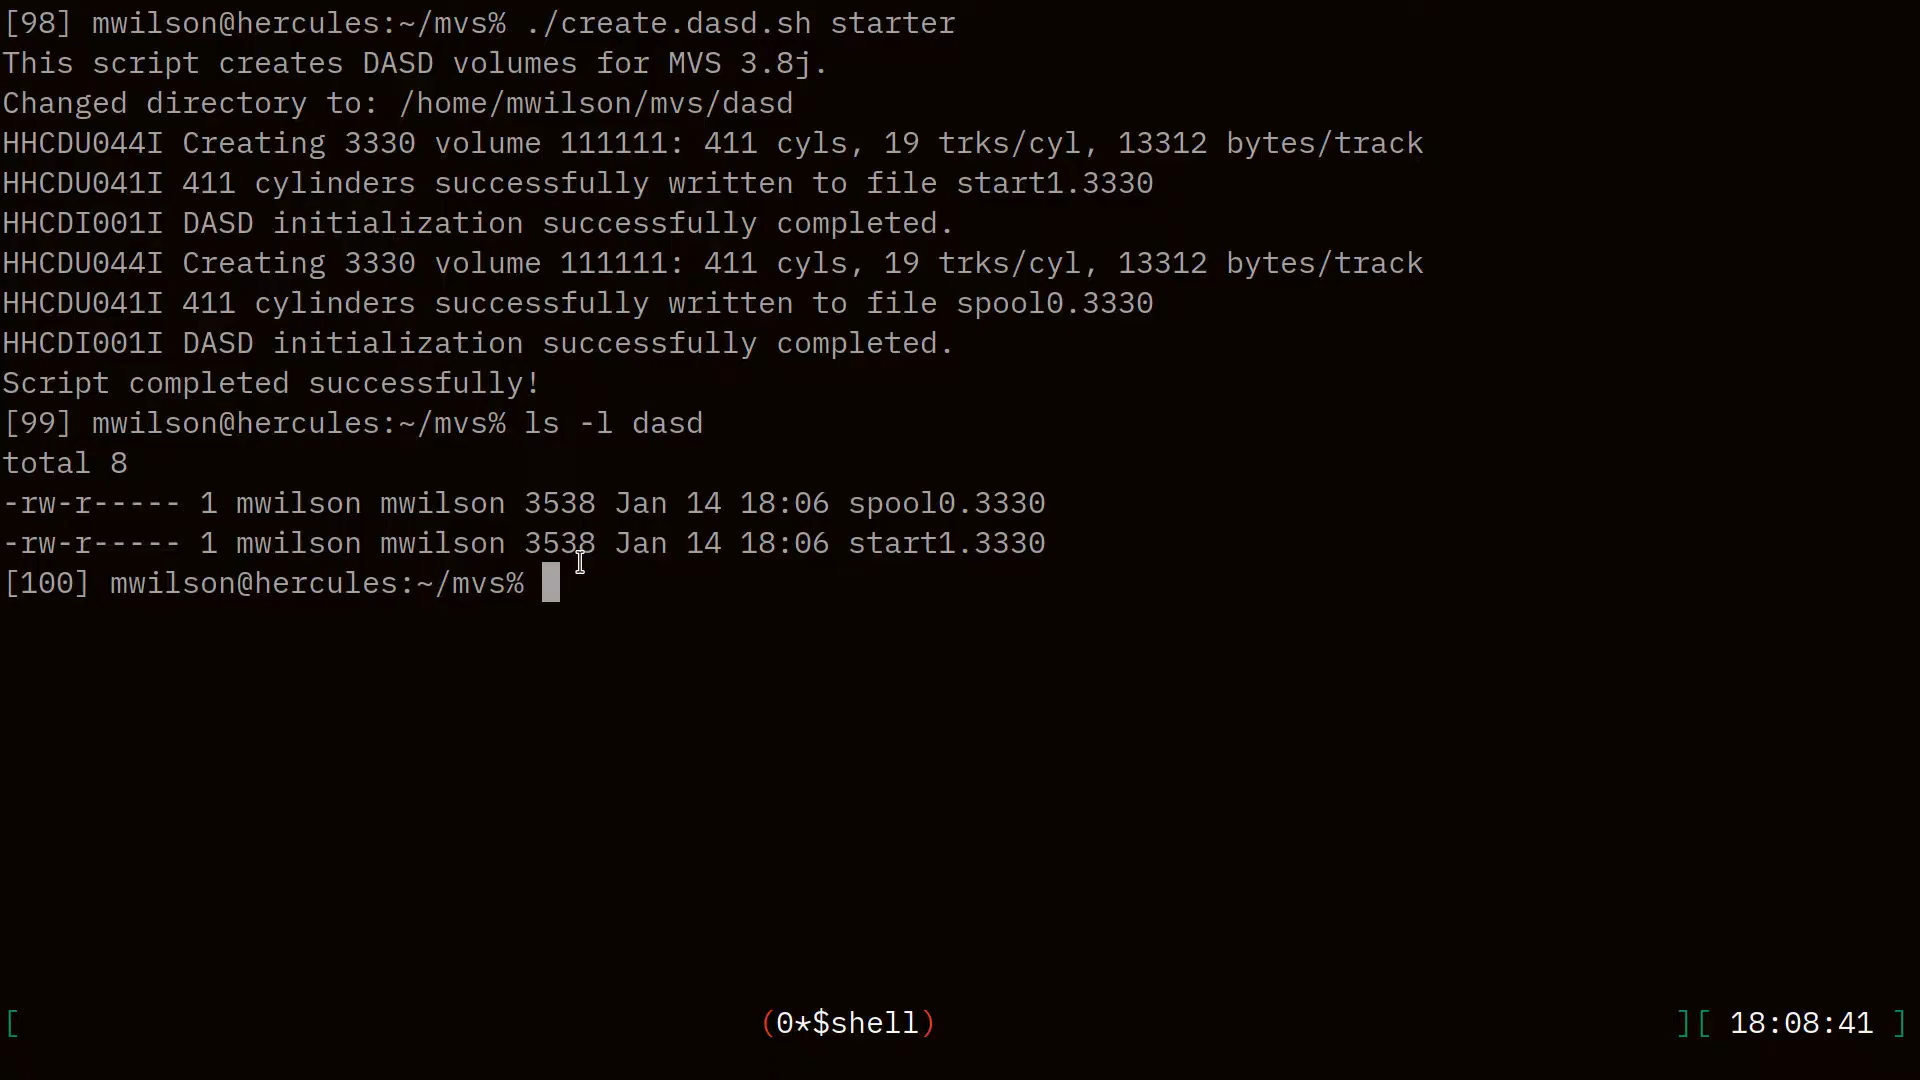 [98] mwilson@hercules:~/mvs% ./create.dasd.sh starter
This script creates DASD volumes for MVS 3.8j.
Changed directory to: /home/mwilson/mvs/dasd
HHCDU044I Creating 3330 volume 111111: 411 cyls, 19 trks/cyl, 13312 bytes/track
HHCDU041I 411 cylinders successfully written to file start1.3330
HHCDI001I DASD initialization successfully completed.
HHCDU044I Creating 3330 volume 111111: 411 cyls, 19 trks/cyl, 13312 bytes/track
HHCDU041I 411 cylinders successfully written to file spool0.3330
HHCDI001I DASD initialization successfully completed.
Script completed successfully!
[99] mwilson@hercules:~/mvs% ls -l dasd
total 8
-rw-r----- 1 mwilson mwilson 3538 Jan 14 18:06 spool0.3330
-rw-r----- 1 mwilson mwilson 3538 Jan 14 18:06 start1.3330
[100] mwilson@hercules:~/mvs%
[ (0*$shell) ][ 18:08:41 ]